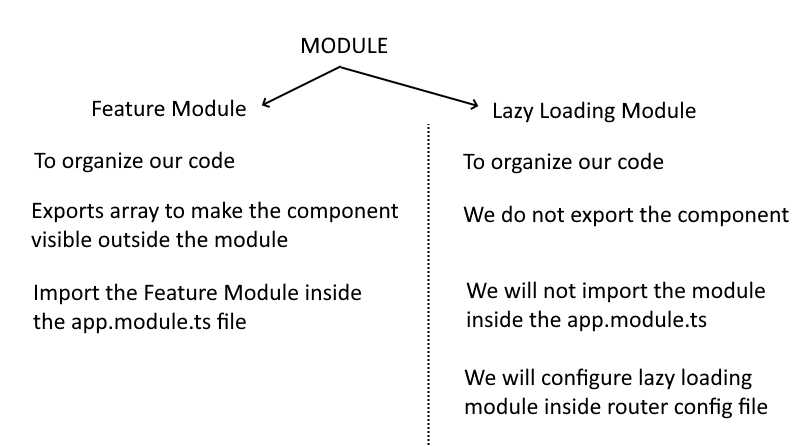 MODULE
Feature Module
To organize our code
Exports array to make the component
visible outside the module
Import the Feature Module inside
the app.module.ts file
Lazy Loading Module
To organize our code
We do not export the component
We will not import the module
inside the app.module.ts
We will configure lazy loading
module inside router config file